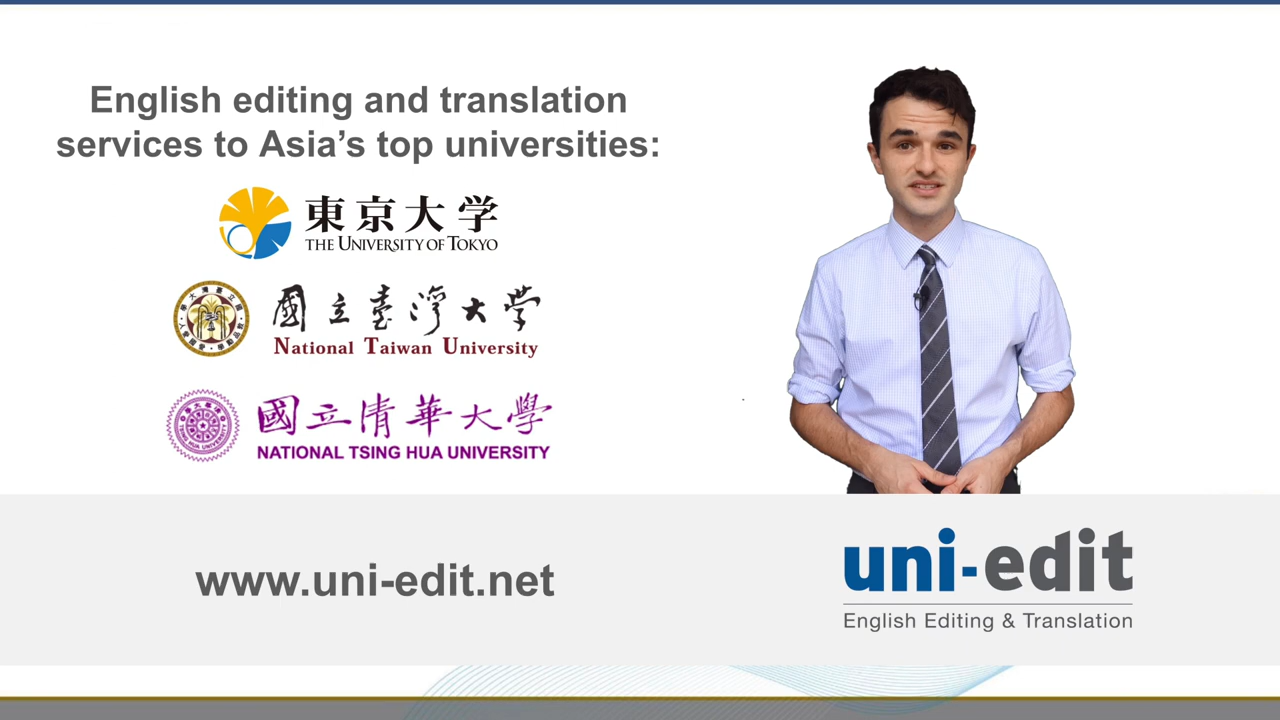 English editing and translation
services to Asia's top universities:
東京大学
THE UNIVERSITY OF TOKYO
國立臺灣大學
National Taiwan University
國立清華大學
NATIONAL TSING HUA UNIVERSITY
www.uni-edit.net
uni-edit
English Editing & Translation